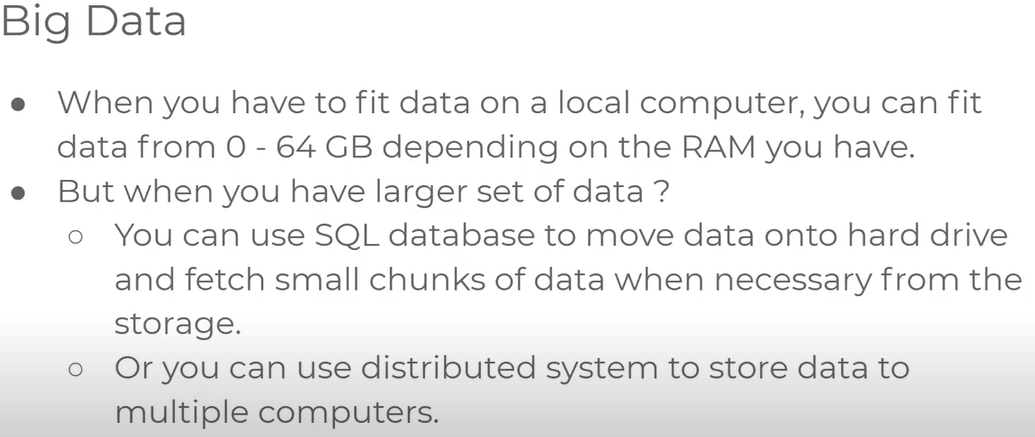 Big Data
● When you have to fit data on a local computer, you can fit
data from 0 - 64 GB depending on the RAM you have.
● But when you have larger set of data ?
○ You can use SQL database to move data onto hard drive
and fetch small chunks of data when necessary from the
storage.
○ Or you can use distributed system to store data to
multiple computers.